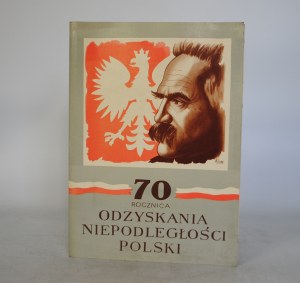 70
ROCZNICA
ODZYSKANIA
NIEPODLEGŁOŚCI
POLSKI